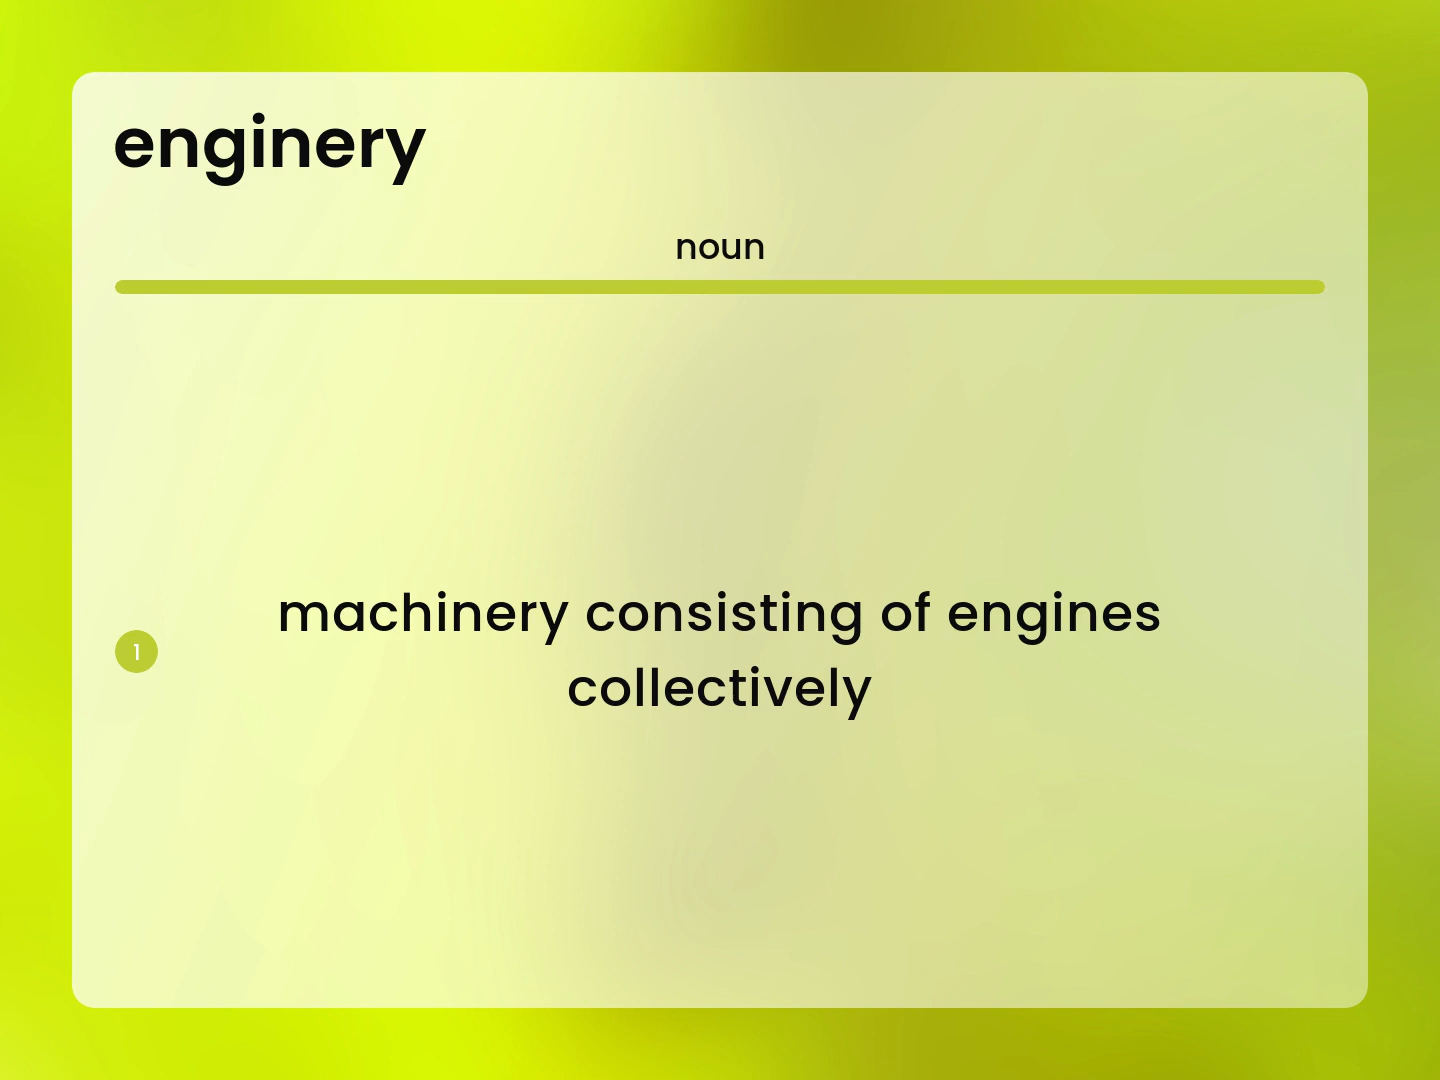 enginery
noun
1
machinery consisting of engines
collectively